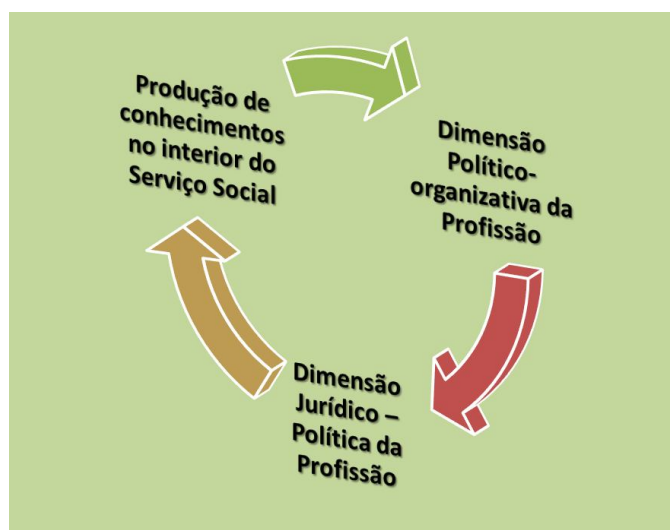 Produção de
conhecimentos
no interior do
Serviço Social
Dimensão
Político-
organizativa da
Profissão
Dimensão
Jurídico –
Política da
Profissão